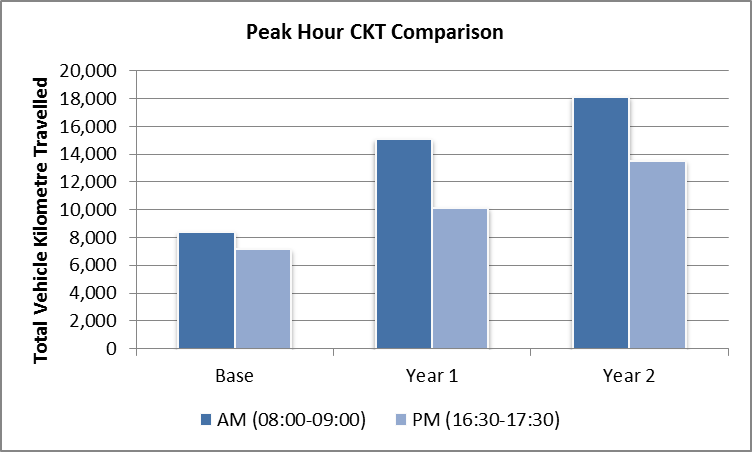 Peak Hour CKT Comparison
Total Vehicle Kilometre Travelled
20,000
18,000
16,000
14,000
12,000
10,000
8,000
6,000
4,000
2,000
0
Base Year 1 Year 2
AM (08:00-09:00) PM (16:30-17:30)